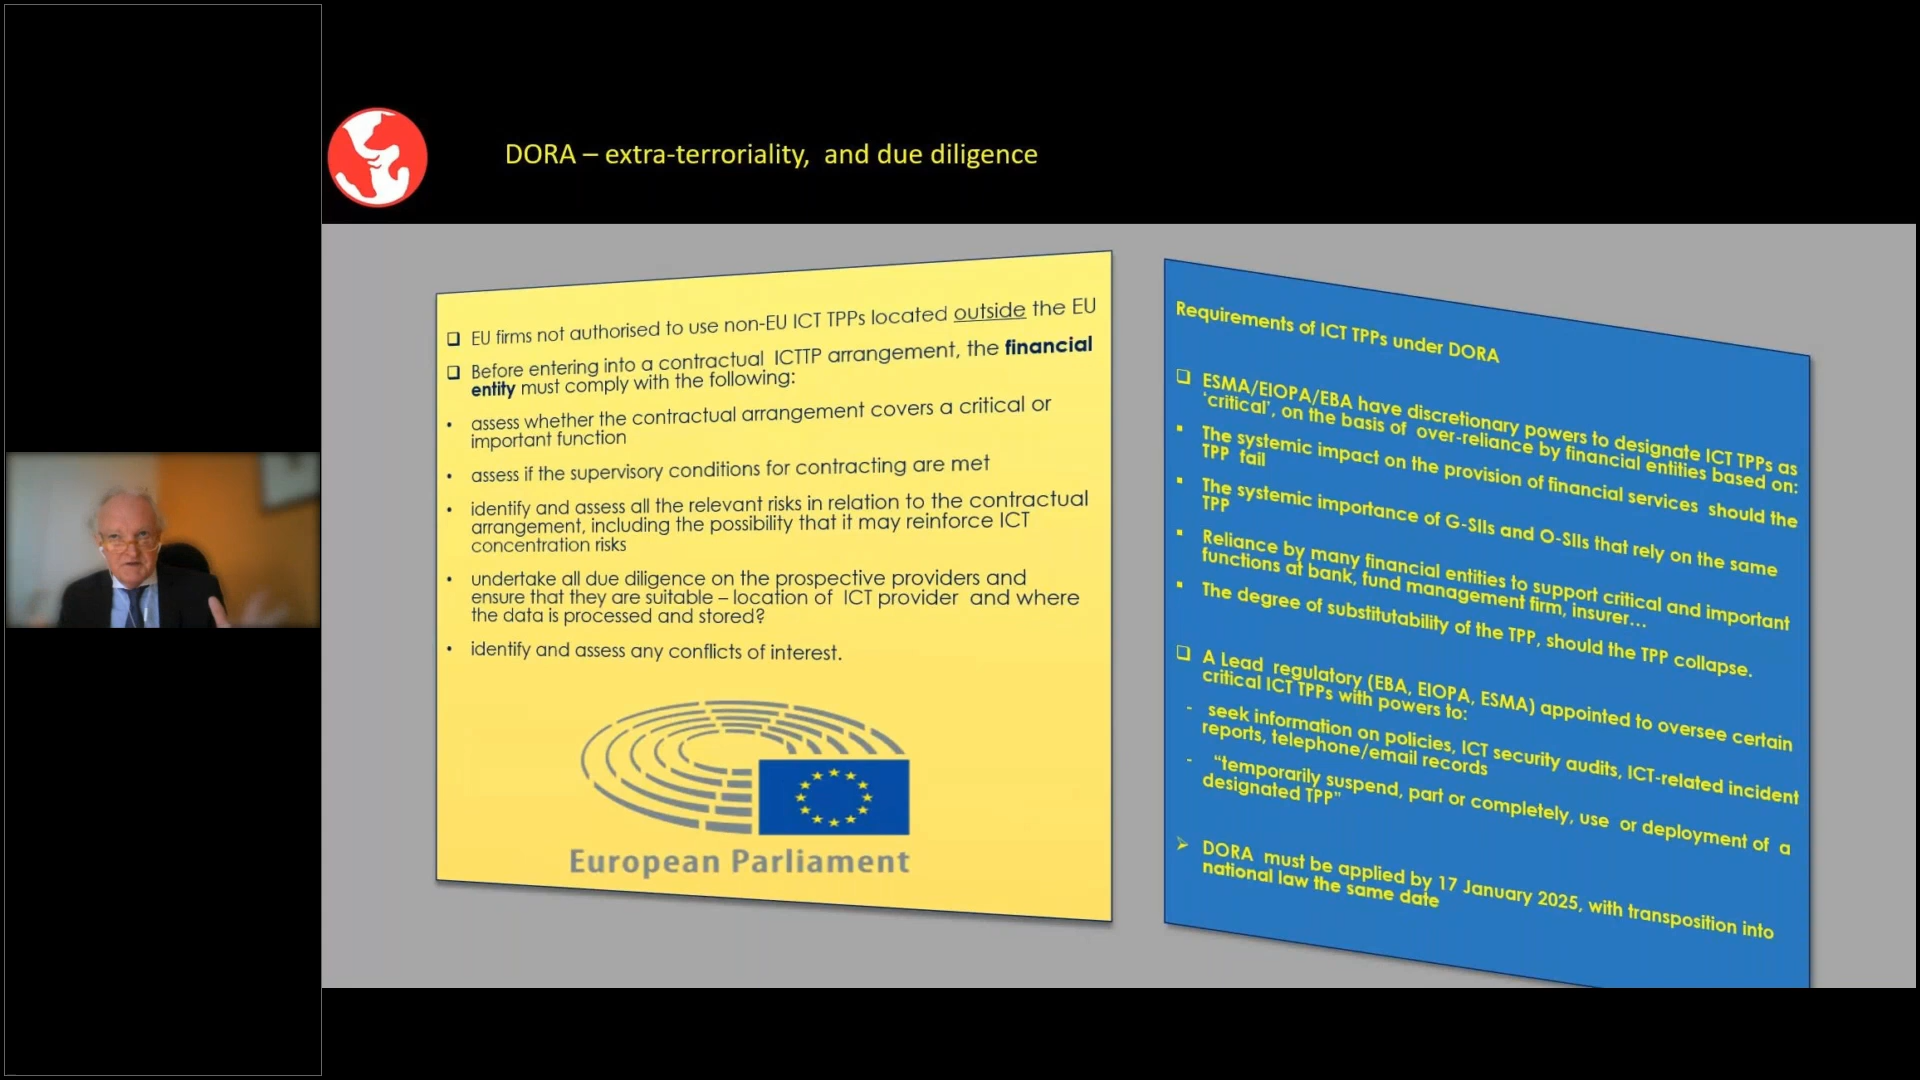 DORA – extra-terroriality,  and due diligence
❑ EU firms not authorised to use non-EU ICT TPPs located outside the EU
❑ Before entering into a contractual  ICTTP arrangement, the financial
entity must comply with the following:
• assess whether the contractual arrangement covers a critical or
important function
• assess if the supervisory conditions for contracting are met
• identify and assess all the relevant risks in relation to the contractual
arrangement, including the possibility that it may reinforce ICT
concentration risks
• undertake all due diligence on the prospective providers and
ensure that they are suitable – location of  ICT provider  and where
the data is processed and stored?
• identify and assess any conflicts of interest.
European Parliament
Requirements of ICT TPPs under DORA
❑ ESMA/EIOPA/EBA have discretionary powers to designate ICT TPPs as
'critical', on the basis of  over-reliance by financial entities based on:
▪ The systemic impact on the provision of financial services  should the
TPP  fail
▪ The systemic importance of G-SIIs and O-SIIs that rely on the same
TPP
▪ Reliance by many financial entities to support critical and important
functions at bank, fund management firm, insurer…
▪ The degree of substitutability of the TPP, should the TPP collapse.
❑ A Lead  regulatory (EBA, EIOPA, ESMA) appointed to oversee certain
critical ICT TPPs with powers to:
- seek information on policies, ICT security audits, ICT-related incident
reports, telephone/email records
- "temporarily suspend, part or completely, use  or deployment of  a
designated TPP"
➢ DORA  must be applied by 17 January 2025, with transposition into
national law the same date